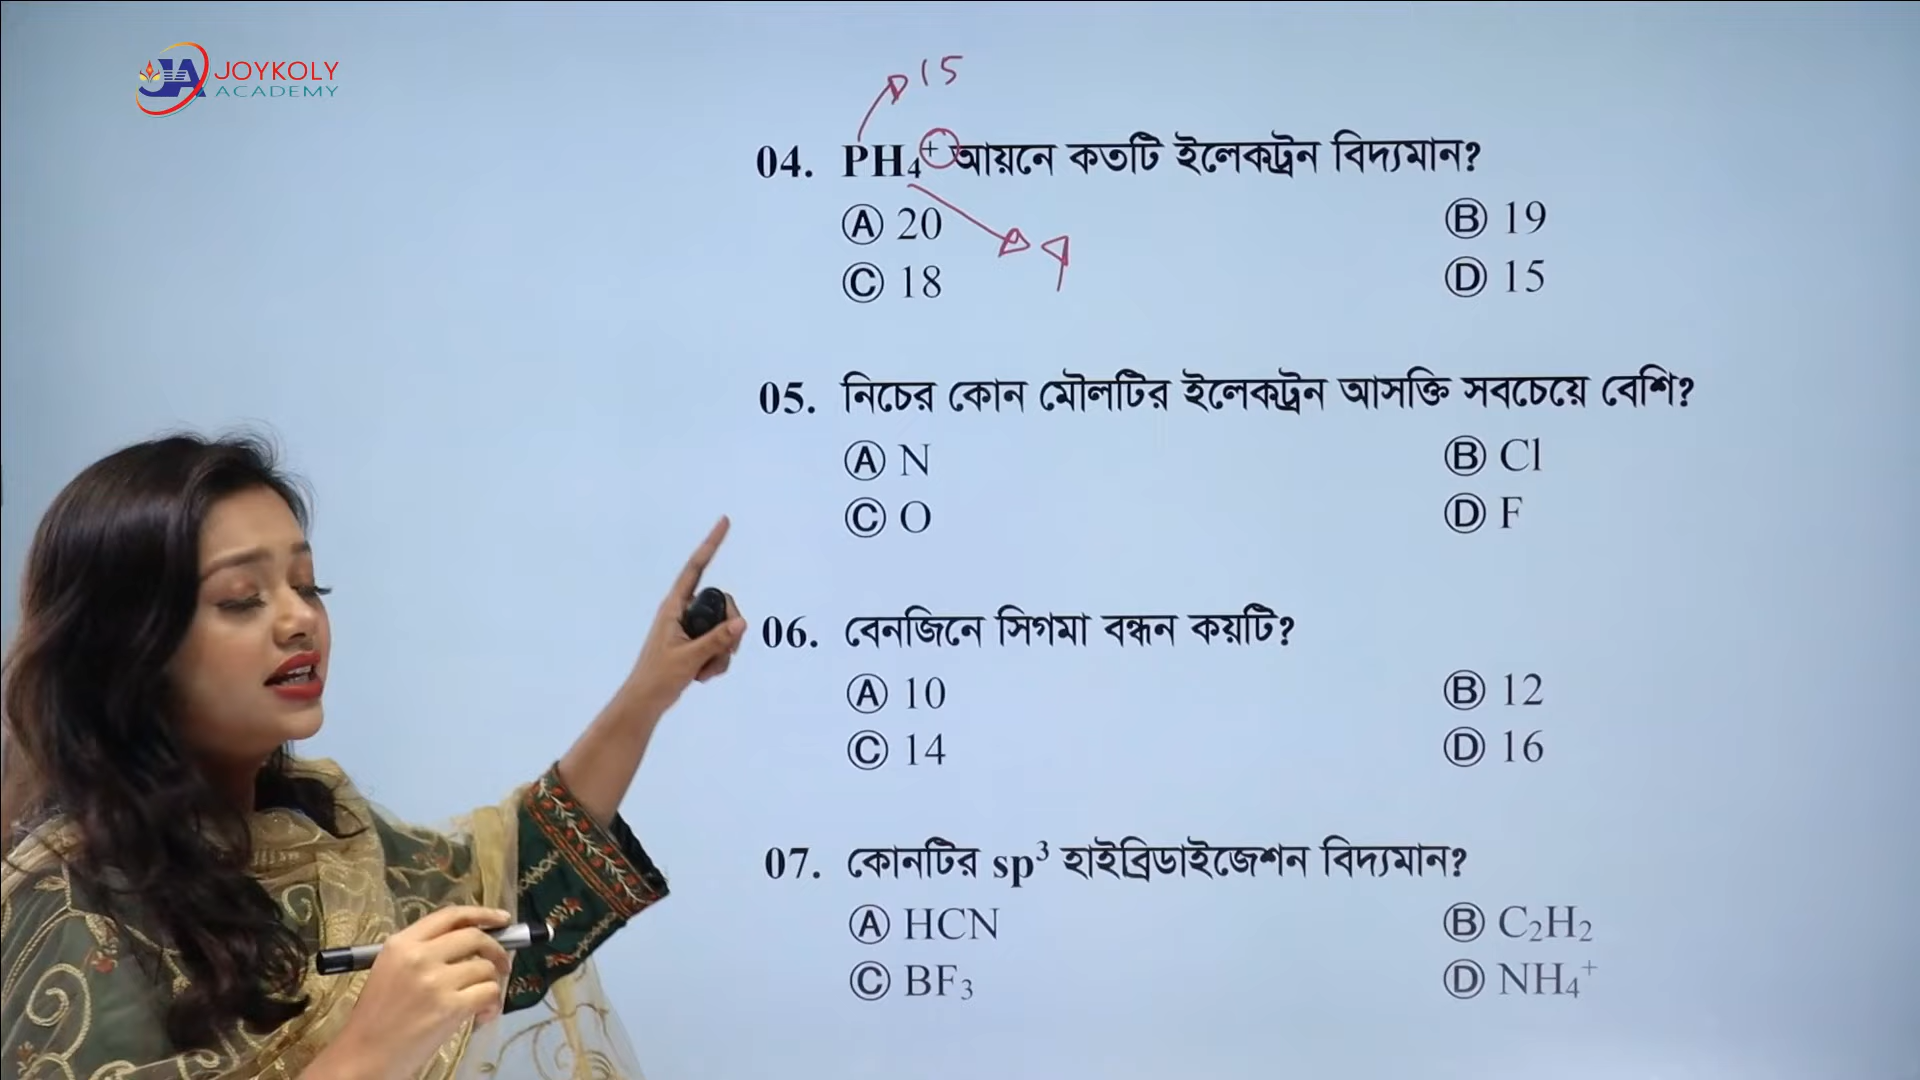 JA JOYKOLY
ACADEMY
15
04. PH₄⁺ আয়নে কতটি ইলেকট্রন বিদ্যমান?
Ⓐ 20 Ⓑ 19
Ⓒ 18 Ⓓ 15
05. নিচের কোন মৌলটির ইলেকট্রন আসক্তি সবচেয়ে বেশি?
Ⓐ N Ⓑ Cl
Ⓒ O Ⓓ F
06. বেনজিনে সিগমা বন্ধন কয়টি?
Ⓐ 10 Ⓑ 12
Ⓒ 14 Ⓓ 16
07. কোনটির sp³ হাইব্রিডাইজেশন বিদ্যমান?
Ⓐ HCN Ⓑ C₂H₂
Ⓒ BF₃ Ⓓ NH₄⁺